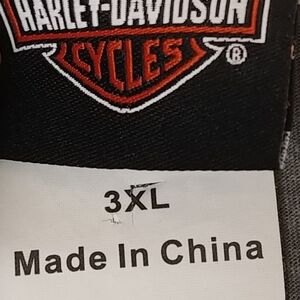 HARLEY-DAVIDSON
CYCLES ®
3XL
Made In China